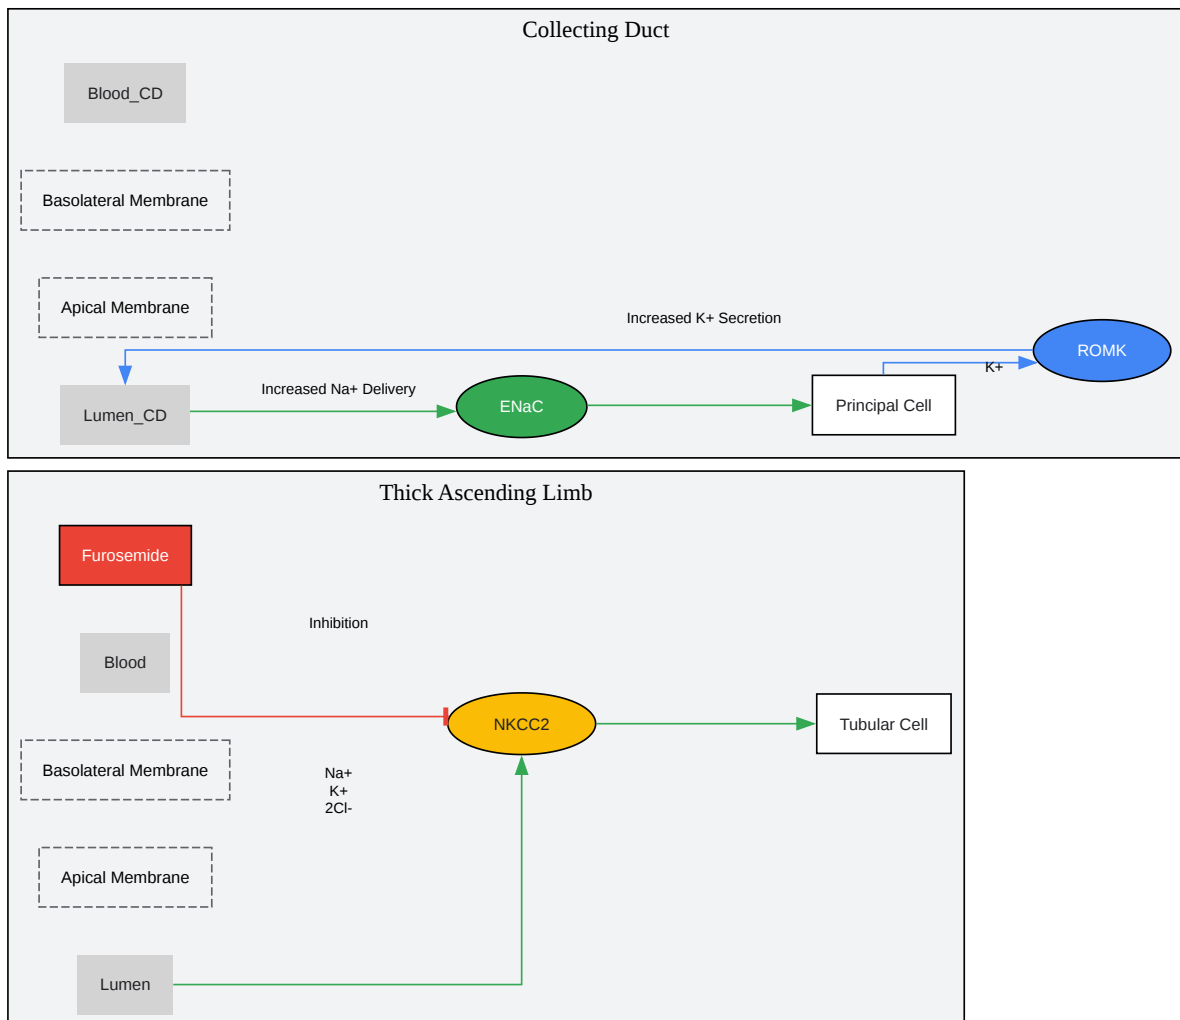 Collecting Duct
Blood_CD
Basolateral Membrane
Apical Membrane
Increased K+ Secretion
ROMK
K+
Increased Na+ Delivery
ENaC
Principal Cell
Lumen_CD
Thick Ascending Limb
Furosemide
Inhibition
Blood
NKCC2
Tubular Cell
Basolateral Membrane
Na+
K+
2Cl-
Apical Membrane
Lumen